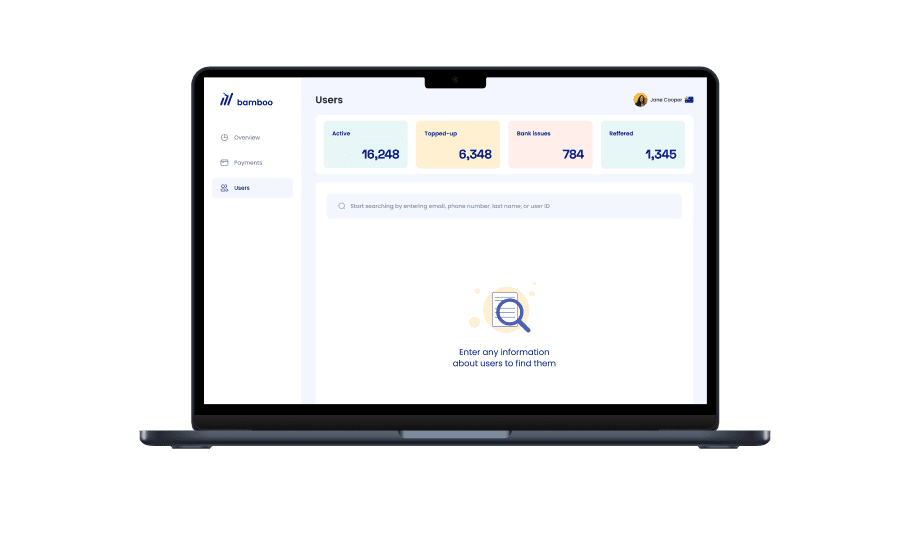 bamboo
Overview
Payments
Users
Users
Jane Cooper
Active
16,248
Topped-up
6,348
Bank issues
784
Reffered
1,345
Start searching by entering email, phone number, last name, or user ID
Enter any information
about users to find them